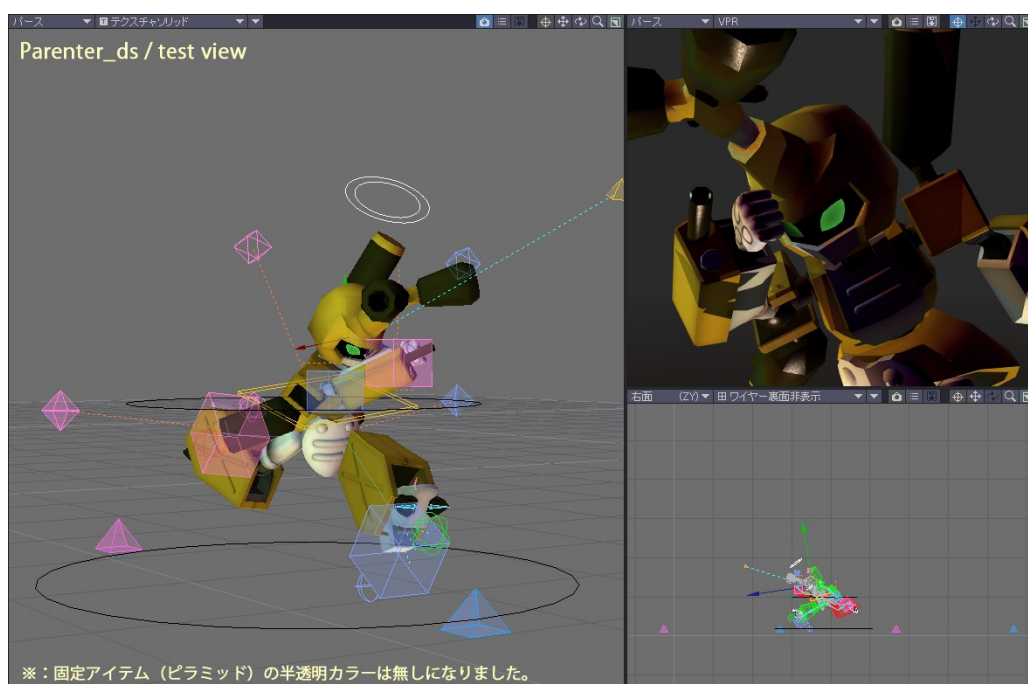 パース
テクスチャソリッド
パース
VPR
Parenter_ds / test view
右面 (ZY)
ワイヤー裏面非表示
※：固定アイテム（ピラミッド）の半透明カラーは無しになりました。